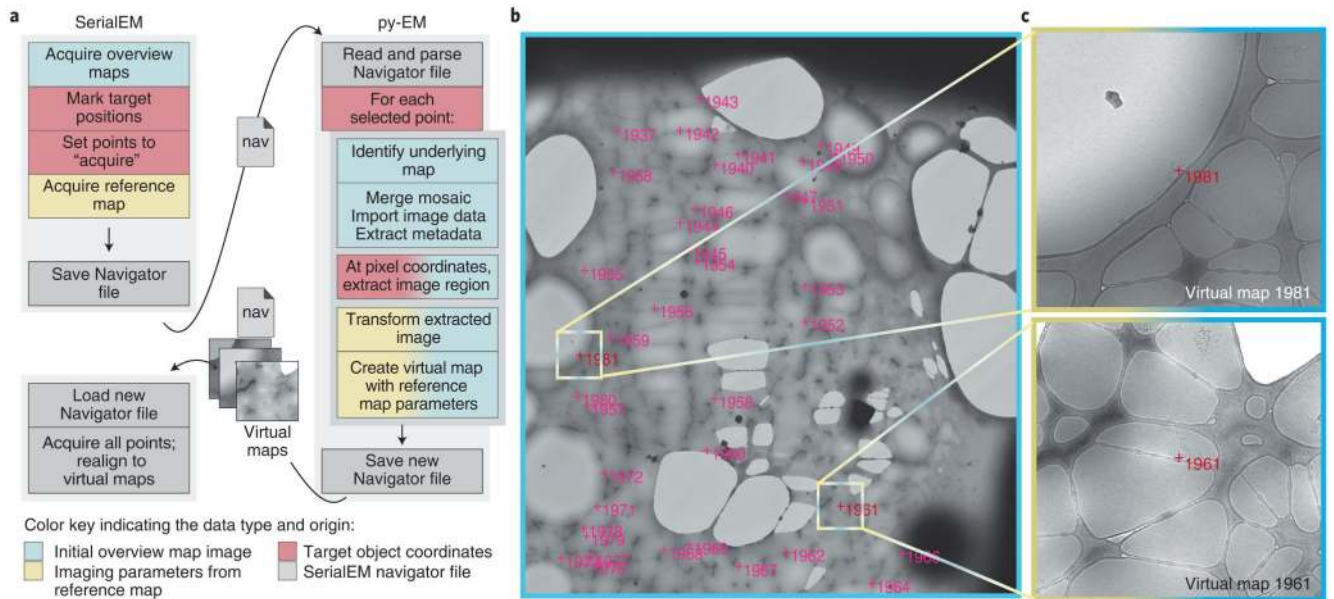 a
SerialEM
Acquire overview
maps
Mark target
positions
Set points to
“acquire”
Acquire reference
map
Save Navigator
file
nav
nav
Load new
Navigator file
Acquire all points;
realign to
virtual maps
Virtual
maps
py-EM
Read and parse
Navigator file
For each
selected point:
Identify underlying
map
Merge mosaic
Import image data
Extract metadata
At pixel coordinates,
extract image region
Transform extracted
image
Create virtual map
with reference
map parameters
Save new
Navigator file
Color key indicating the data type and origin:
Initial overview map image
Imaging parameters from
reference map
Target object coordinates
SerialEM navigator file
b
1943
1937
1942
1941
1950
1940
1951
1946
1954
1953
1956
1952
1959
1981
1958
1972
1971
1961
1962
1964
c
1981
Virtual map 1981
1961
Virtual map 1961